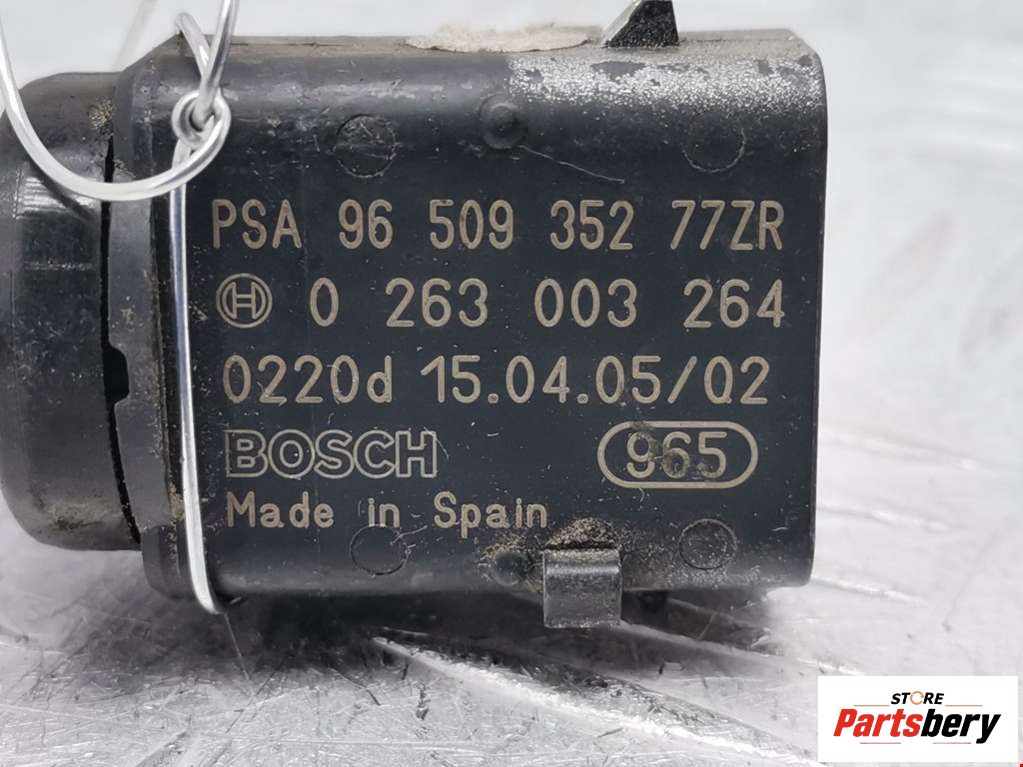 PSA 96 509 352 77ZR
H 0 263 003 264
0220d 15.04.05/02
BOSCH 965
Made in Spain
STORE
Partsbery